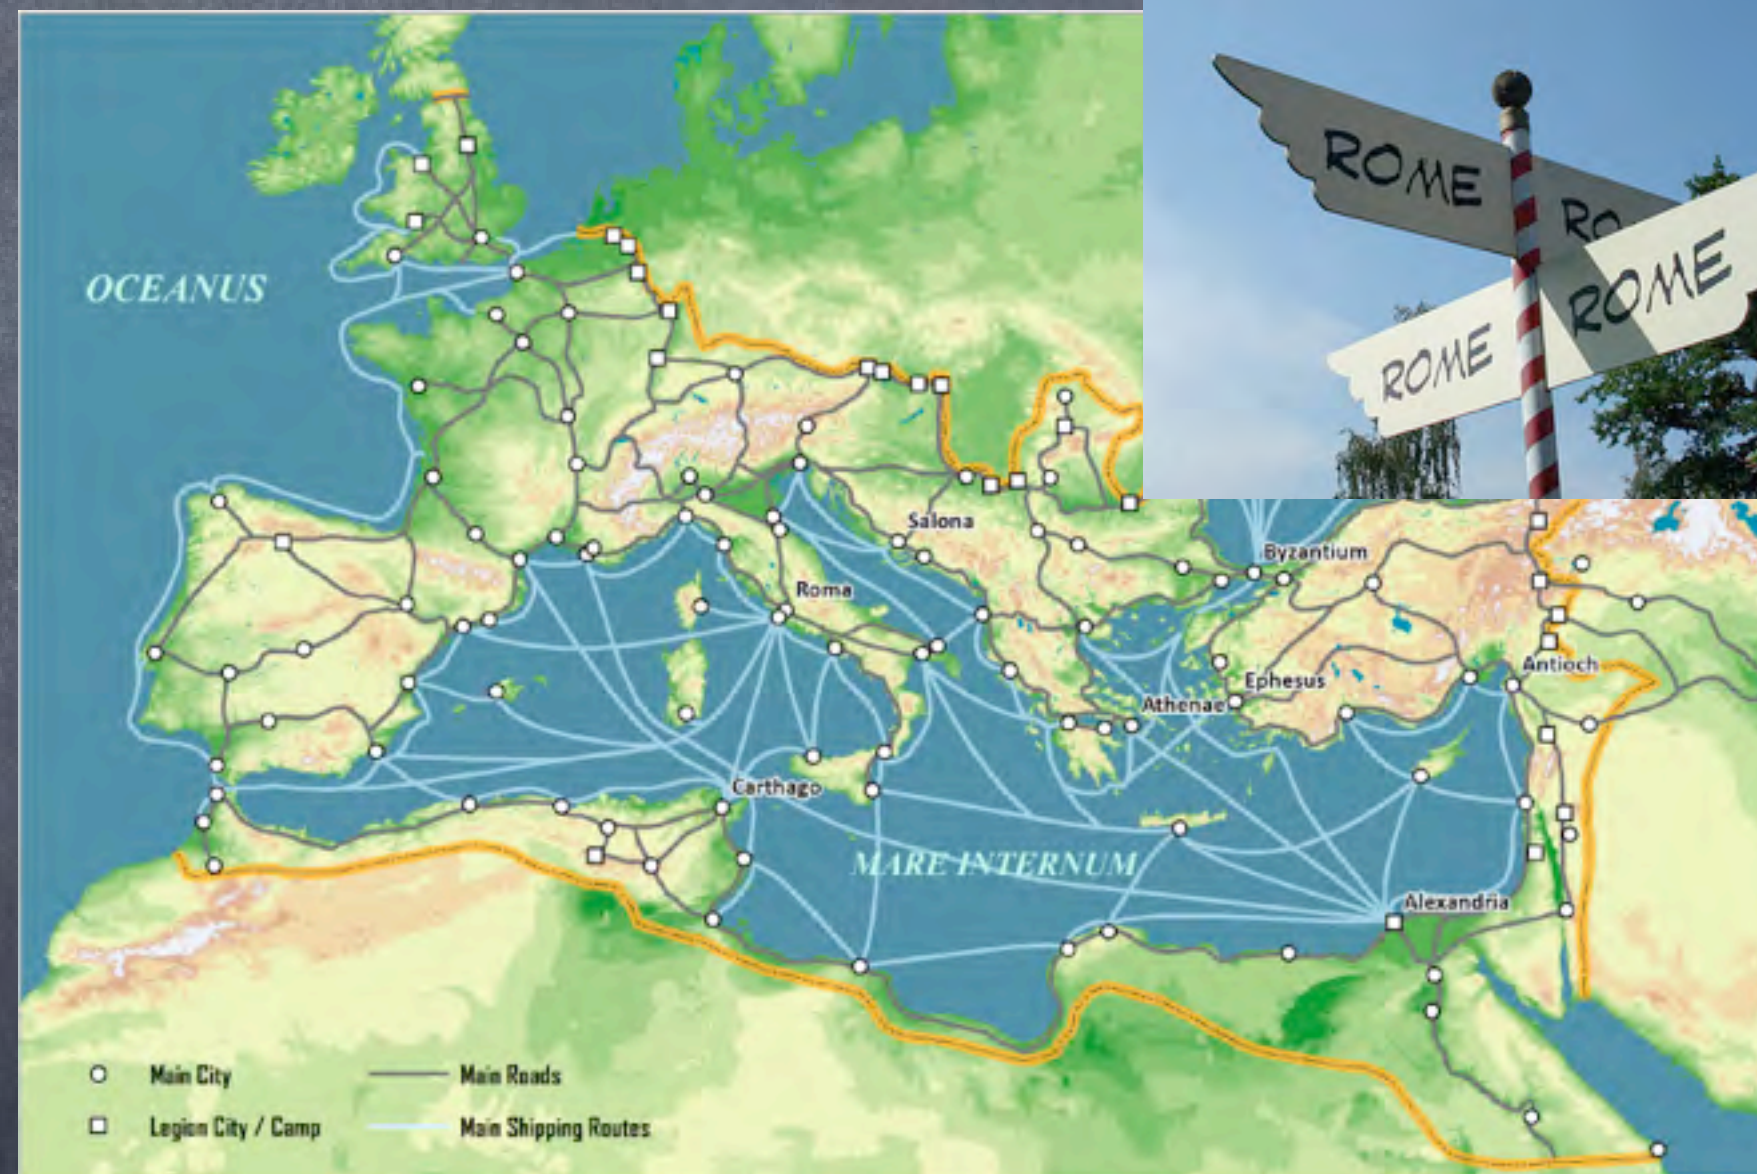 ROME
RO
ROME
ROME
OCEANUS
Salona
Byzantium
Roma
Antioch
Ephesus
Athenae
Carthago
MARE INTERNUM
Alexandria
Main City
Main Roads
Legion City / Camp
Main Shipping Routes